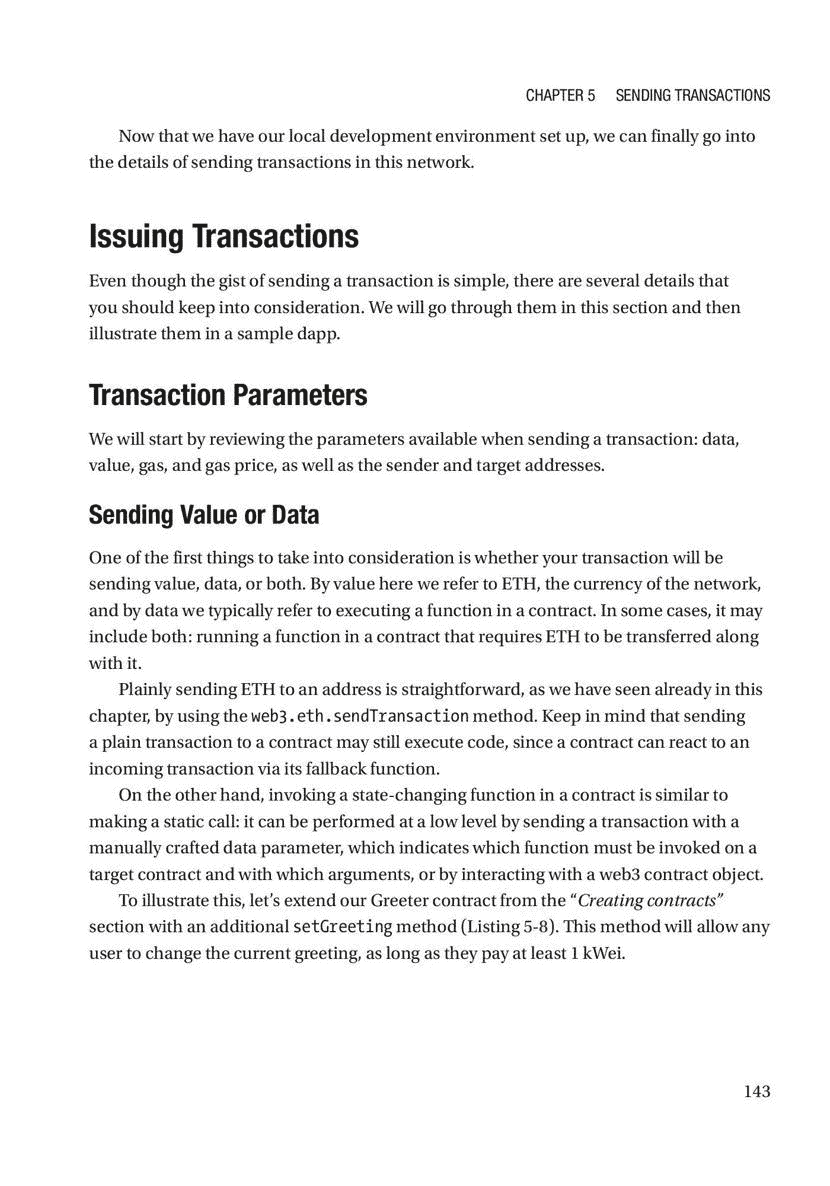 CHAPTER 5 SENDING TRANSACTIONS
Now that we have our local development environment set up, we can finally go into
the details of sending transactions in this network.
Issuing Transactions
Even though the gist of sending a transaction is simple, there are several details that
you should keep into consideration. We will go through them in this section and then
illustrate them in a sample dapp.
Transaction Parameters
We will start by reviewing the parameters available when sending a transaction: data,
value, gas, and gas price, as well as the sender and target addresses.
Sending Value or Data
One of the first things to take into consideration is whether your transaction will be
sending value, data, or both. By value here we refer to ETH, the currency of the network,
and by data we typically refer to executing a function in a contract. In some cases, it may
include both: running a function in a contract that requires ETH to be transferred along
with it.
Plainly sending ETH to an address is straightforward, as we have seen already in this
chapter, by using the web3.eth.sendTransaction method. Keep in mind that sending
a plain transaction to a contract may still execute code, since a contract can react to an
incoming transaction via its fallback function.
On the other hand, invoking a state-changing function in a contract is similar to
making a static call: it can be performed at a low level by sending a transaction with a
manually crafted data parameter, which indicates which function must be invoked on a
target contract and with which arguments, or by interacting with a web3 contract object.
To illustrate this, let’s extend our Greeter contract from the “Creating contracts”
section with an additional setGreeting method (Listing 5-8). This method will allow any
user to change the current greeting, as long as they pay at least 1 kWei.
143